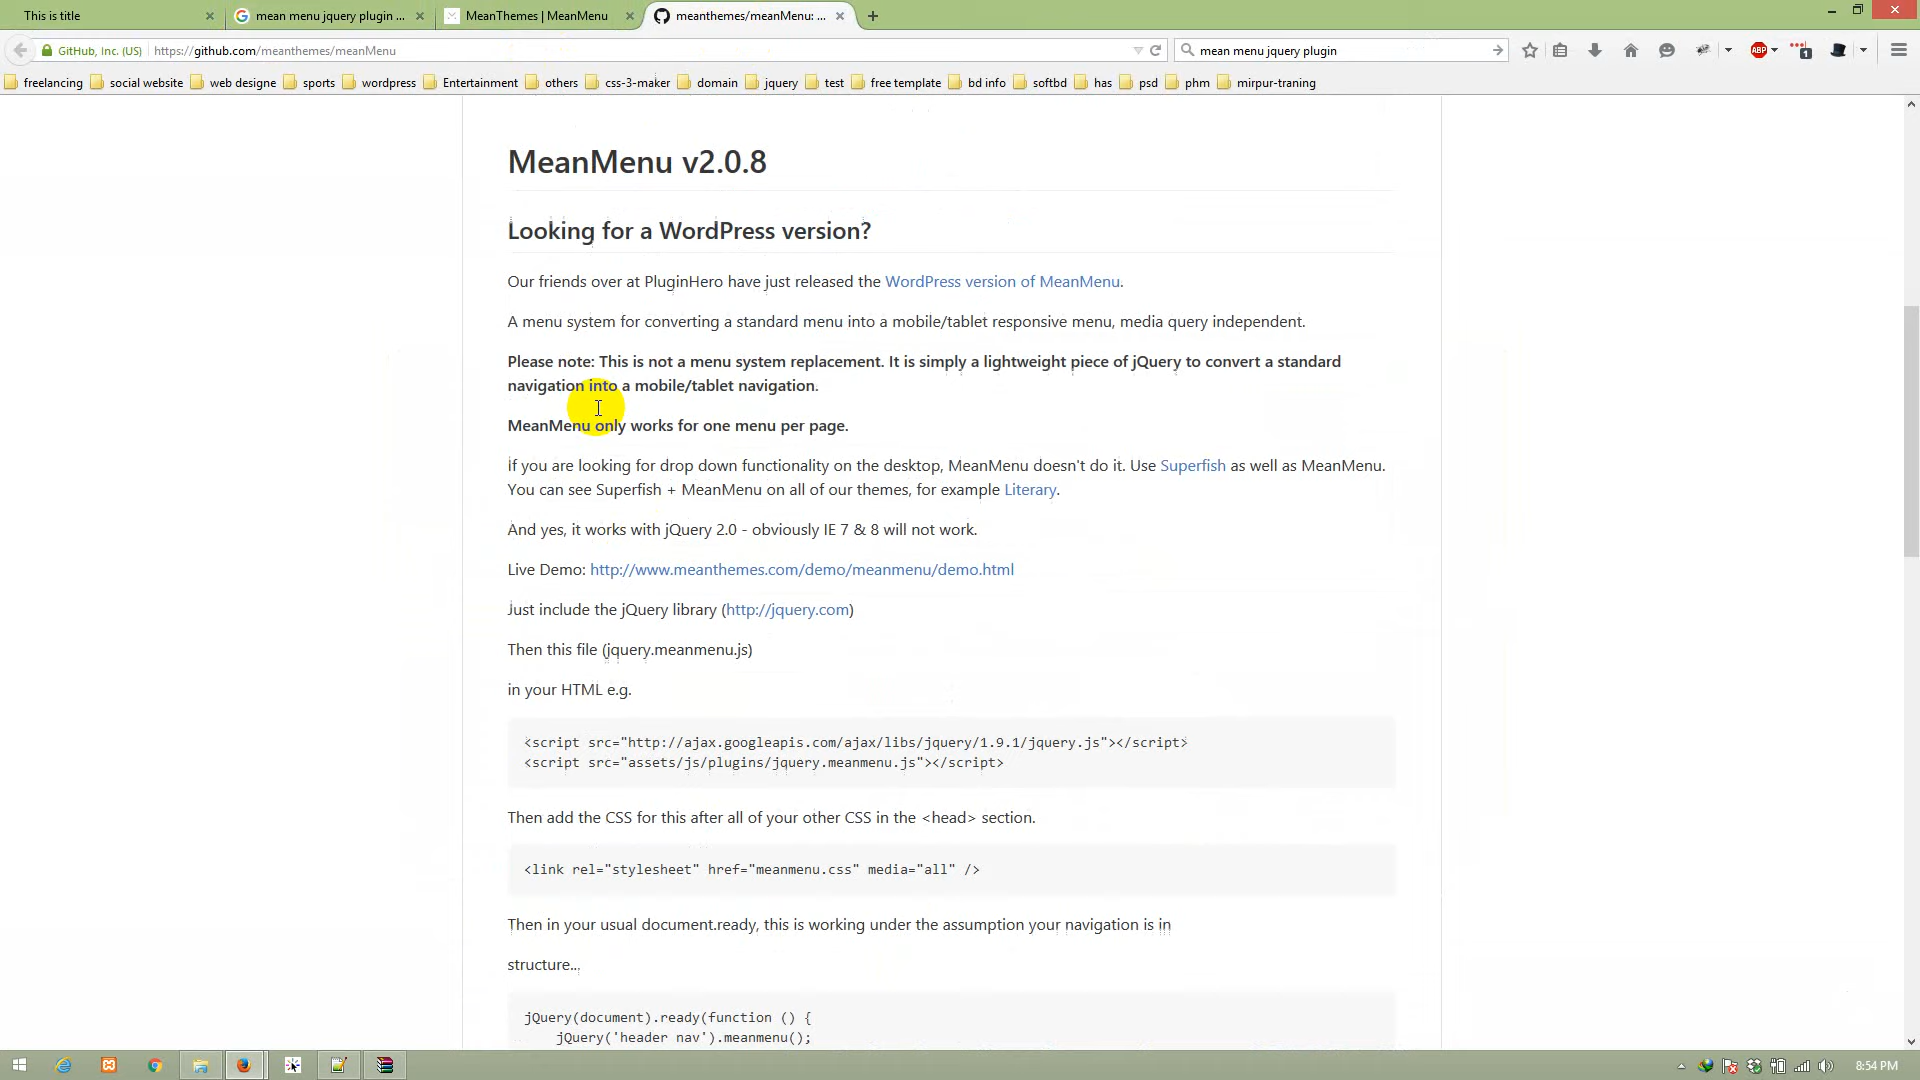 This is title
mean menu jquery plugin ...
MeanThemes | MeanMenu
meanthemes/meanMenu: ...
GitHub, Inc. (US)
https://github.com/meanthemes/meanMenu
mean menu jquery plugin
ABP
1
freelancing
social website
web designe
sports
wordpress
Entertainment
others
css-3-maker
domain
jquery
test
free template
bd info
softbd
has
psd
phm
mirpur-traning
MeanMenu v2.0.8
Looking for a WordPress version?
Our friends over at PluginHero have just released the WordPress version of MeanMenu.
A menu system for converting a standard menu into a mobile/tablet responsive menu, media query independent.
Please note: This is not a menu system replacement. It is simply a lightweight piece of jQuery to convert a standard
navigation into a mobile/tablet navigation.
MeanMenu only works for one menu per page.
If you are looking for drop down functionality on the desktop, MeanMenu doesn't do it. Use Superfish as well as MeanMenu.
You can see Superfish + MeanMenu on all of our themes, for example Literary.
And yes, it works with jQuery 2.0 - obviously IE 7 & 8 will not work.
Live Demo: http://www.meanthemes.com/demo/meanmenu/demo.html
Just include the jQuery library (http://jquery.com)
Then this file (jquery.meanmenu.js)
in your HTML e.g.
<script src="http://ajax.googleapis.com/ajax/libs/jquery/1.9.1/jquery.js"></script>
<script src="assets/js/plugins/jquery.meanmenu.js"></script>
Then add the CSS for this after all of your other CSS in the <head> section.
<link rel="stylesheet" href="meanmenu.css" media="all" />
Then in your usual document.ready, this is working under the assumption your navigation is in
structure...
jQuery(document).ready(function () {
jQuery('header nav').meanmenu();
8:54 PM